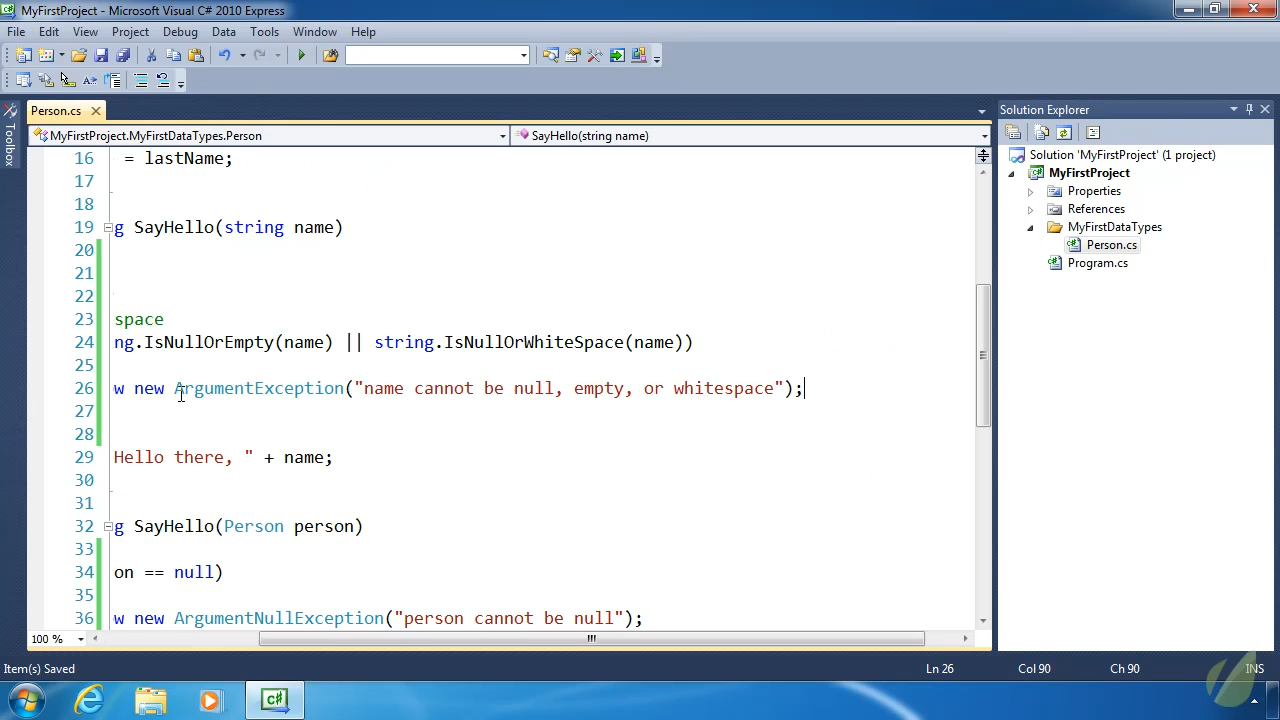 MyFirstProject - Microsoft Visual C# 2010 Express
File Edit View Project Debug Data Tools Window Help
Person.cs
Toolbox
MyFirstProject.MyFirstDataTypes.Person SayHello(string name)
16 = lastName;
17
18
19 g SayHello(string name)
20
21
22
23 space
24 ng.IsNullOrEmpty(name) || string.IsNullOrWhiteSpace(name))
25
26 w new ArgumentException("name cannot be null, empty, or whitespace");
27
28
29 Hello there, " + name;
30
31
32 g SayHello(Person person)
33
34 on == null)
35
36 w new ArgumentNullException("person cannot be null");
100 %
Solution Explorer
Solution 'MyFirstProject' (1 project)
MyFirstProject
Properties
References
MyFirstDataTypes
Person.cs
Program.cs
Item(s) Saved Ln 26 Col 90 Ch 90 INS